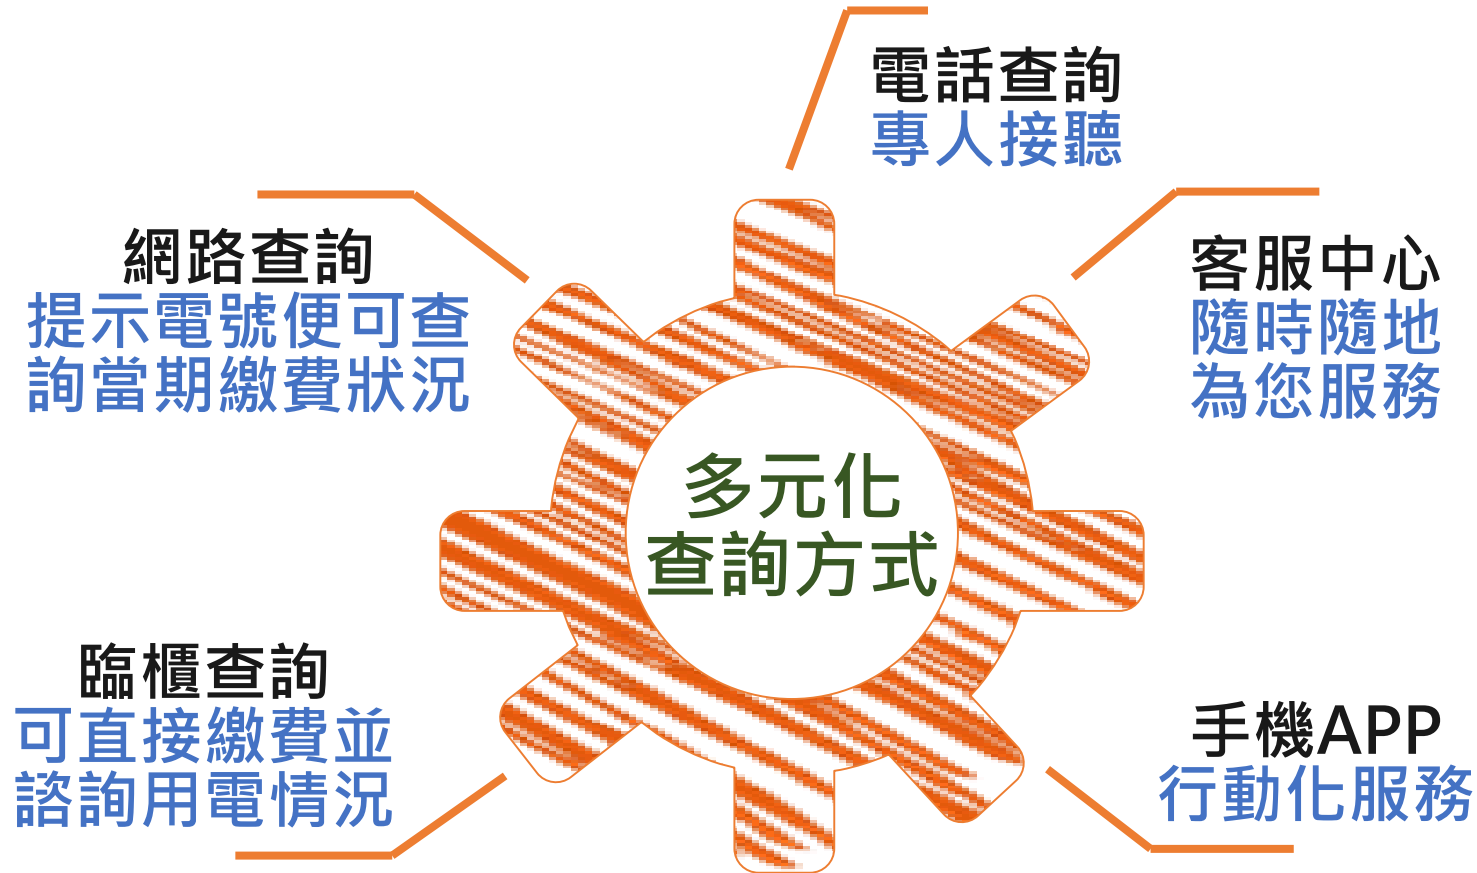 電話查詢
專人接聽
網路查詢
提示電號便可查
詢當期繳費狀況
客服中心
隨時隨地
為您服務
多元化
查詢方式
臨櫃查詢
可直接繳費並
諮詢用電情況
手機APP
行動化服務